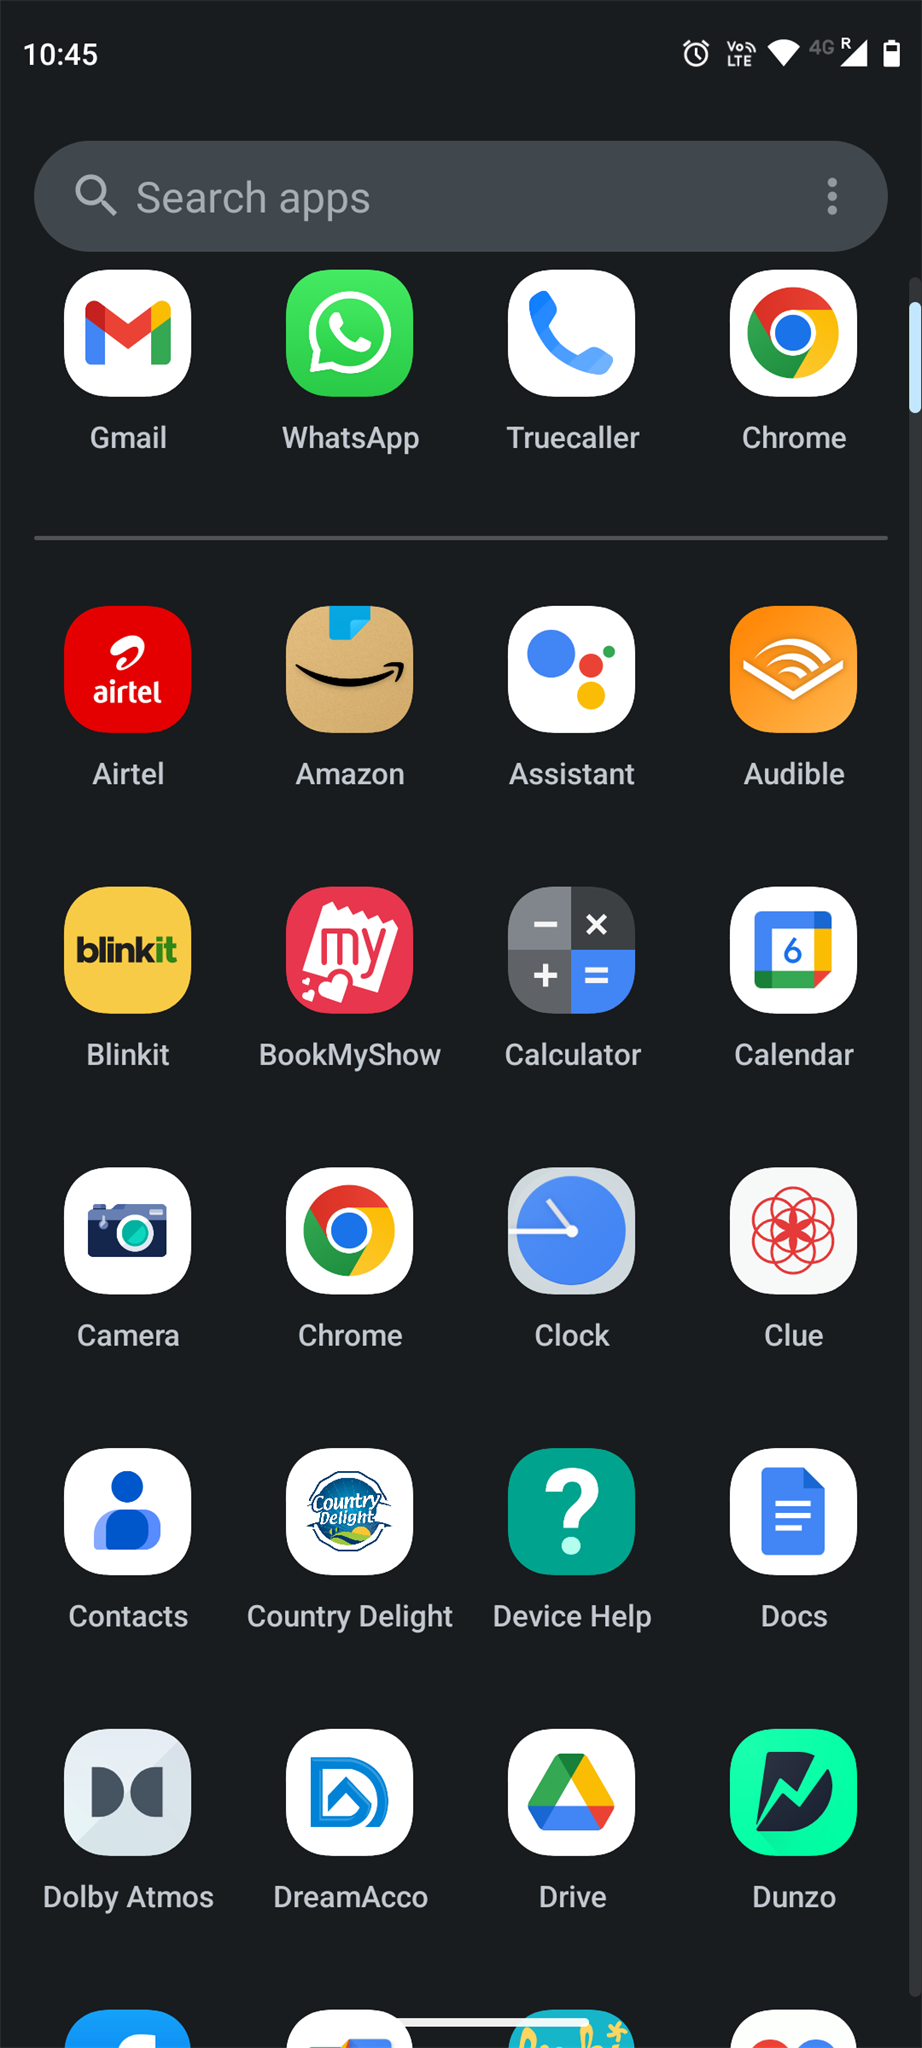 10:45
Vo LTE 4G R
Search apps
Gmail WhatsApp Truecaller Chrome
airtel
Airtel Amazon Assistant Audible
blinkit my 6
Blinkit BookMyShow Calculator Calendar
Camera Chrome Clock Clue
Country
Delight
Contacts Country Delight Device Help Docs
Dolby Atmos DreamAcco Drive Dunzo